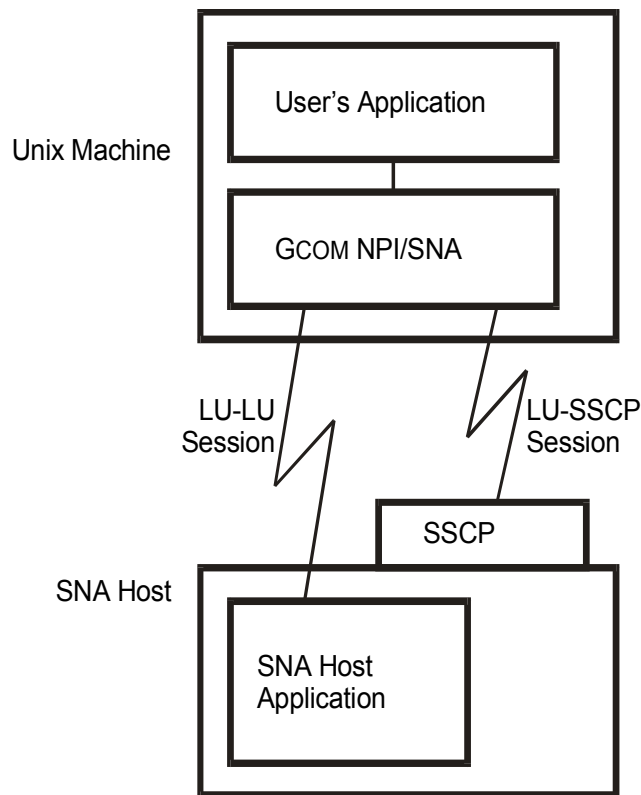 User’s Application
Unix Machine
GCOM NPI/SNA
LU-LU
Session
LU-SSCP
Session
SSCP
SNA Host
SNA Host
Application